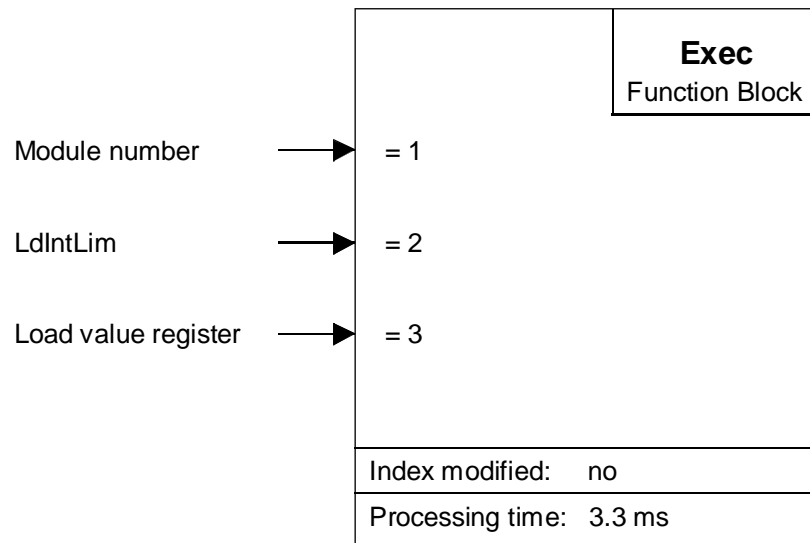 Exec
Function Block
Module number = 1
LdIntLim = 2
Load value register = 3
Index modified: no
Processing time: 3.3 ms